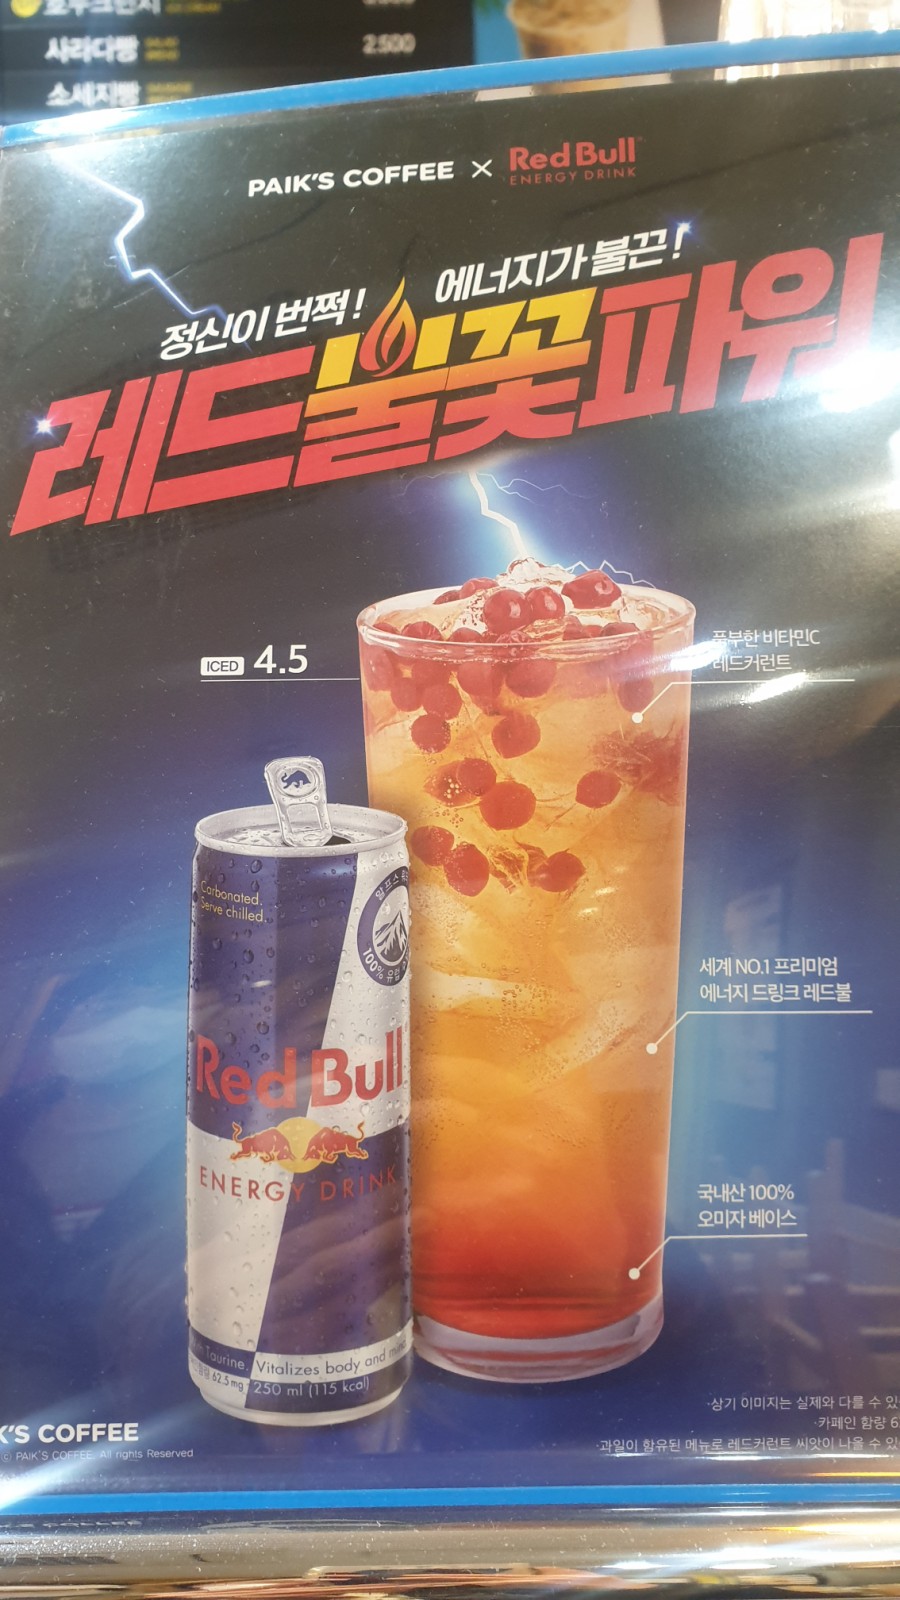 사라다빵 2.500
소세지빵
PAIK'S COFFEE × Red Bull
ENERGY DRINK
정신이 번쩍! 에너지가 불끈!
레드불꽃파워
ICED 4.5
풍부한 비타민C
레드커런트
Carbonated.
Serve chilled.
100% 유럽
세계 NO.1 프리미엄
에너지 드링크 레드불
Red Bull
ENERGY DRINK
국내산 100%
오미자 베이스
Taurine. Vitalizes body and
62.5 mg 250 ml (115 kcal)
·상기 이미지는 실제와 다를 수
·카페인 함량
·과일이 함유된 메뉴로 레드커런트 씨앗이 나올 수
K'S COFFEE
ⓒ PAIK'S COFFEE. All rights Reserved